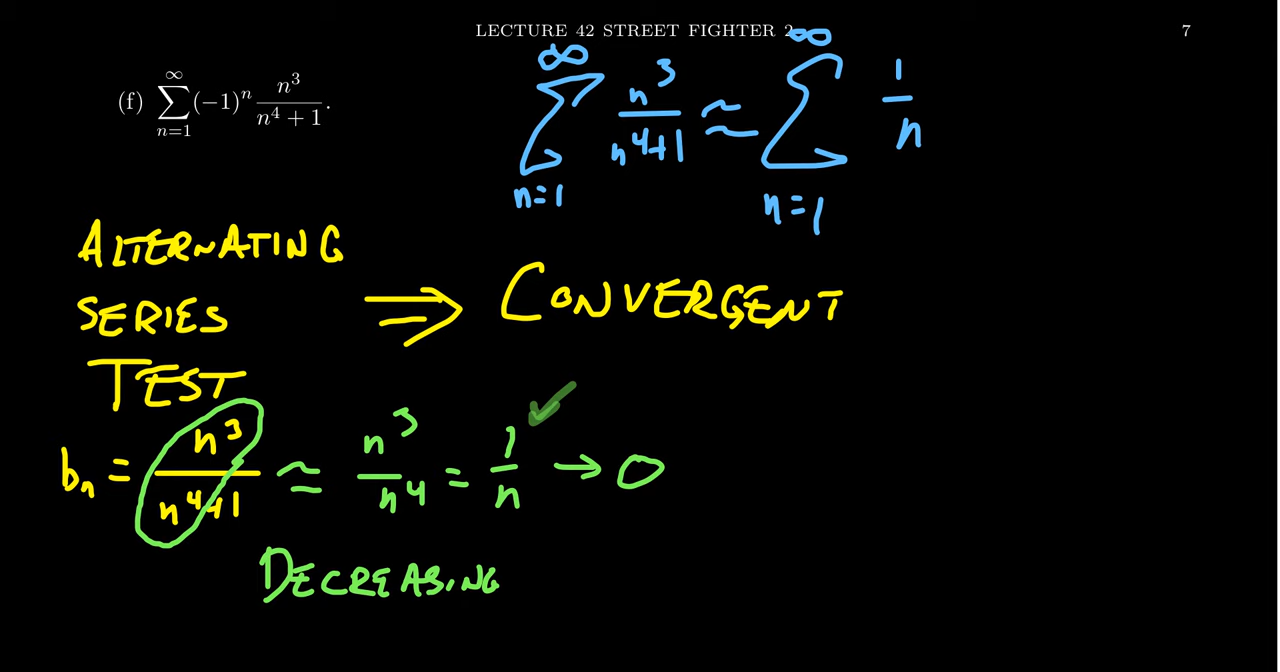 LECTURE 42 STREET FIGHTER 2
7
(f) ∑_{n=1}^{∞} (-1)^n n^3/(n^4 + 1).
∑_{n=1}^{∞} n^3/(n^4+1) ≈ ∑_{n=1}^{∞} 1/n
ALTERNATING
SERIES
TEST
⇒ CONVERGENT
b_n = n^3/(n^4+1) ≈ n^3/n^4 = 1/n → 0
DECREASING